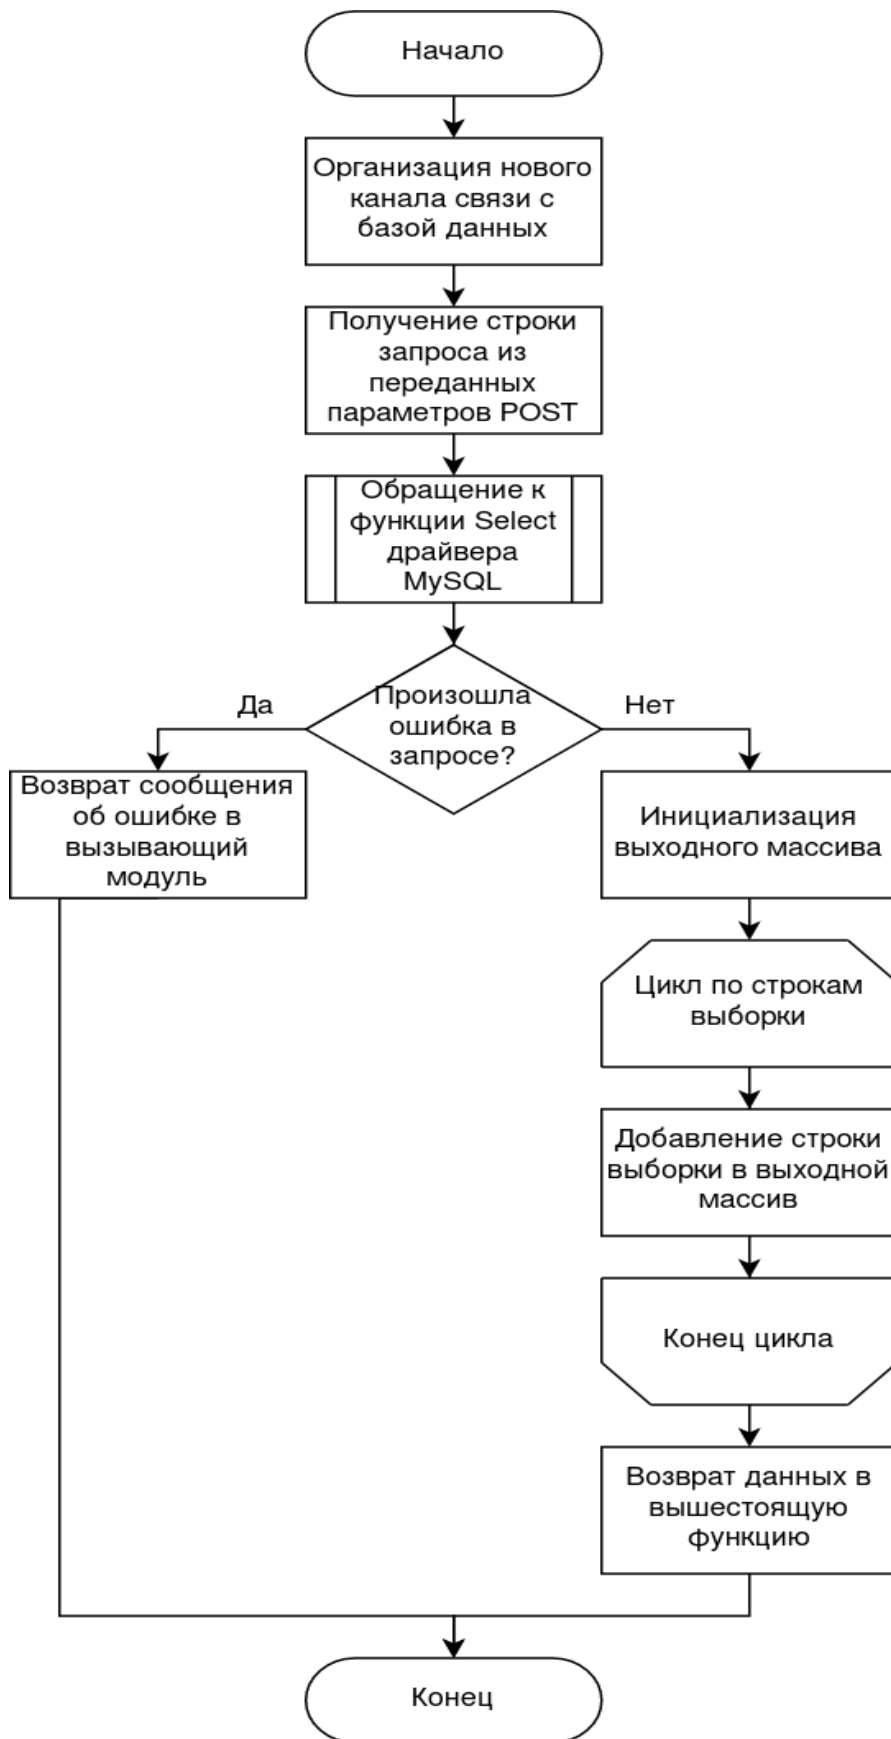 Начало
Организация нового
канала связи с
базой данных
Получение строки
запроса из
переданных
параметров POST
Обращение к
функции Select
драйвера
MySQL
Произошла
ошибка в
запросе?
Да
Нет
Возврат сообщения
об ошибке в
вызывающий
модуль
Инициализация
выходного массива
Цикл по строкам
выборки
Добавление строки
выборки в выходной
массив
Конец цикла
Возврат данных в
вышестоящую
функцию
Конец